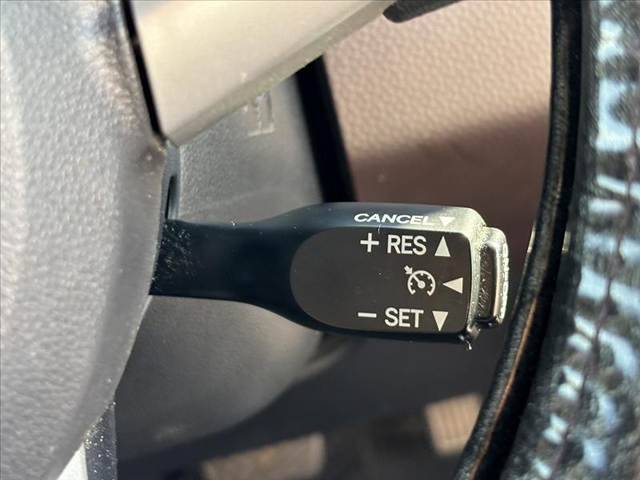 CANCEL▼
+ RES ▲
◀
− SET ▼